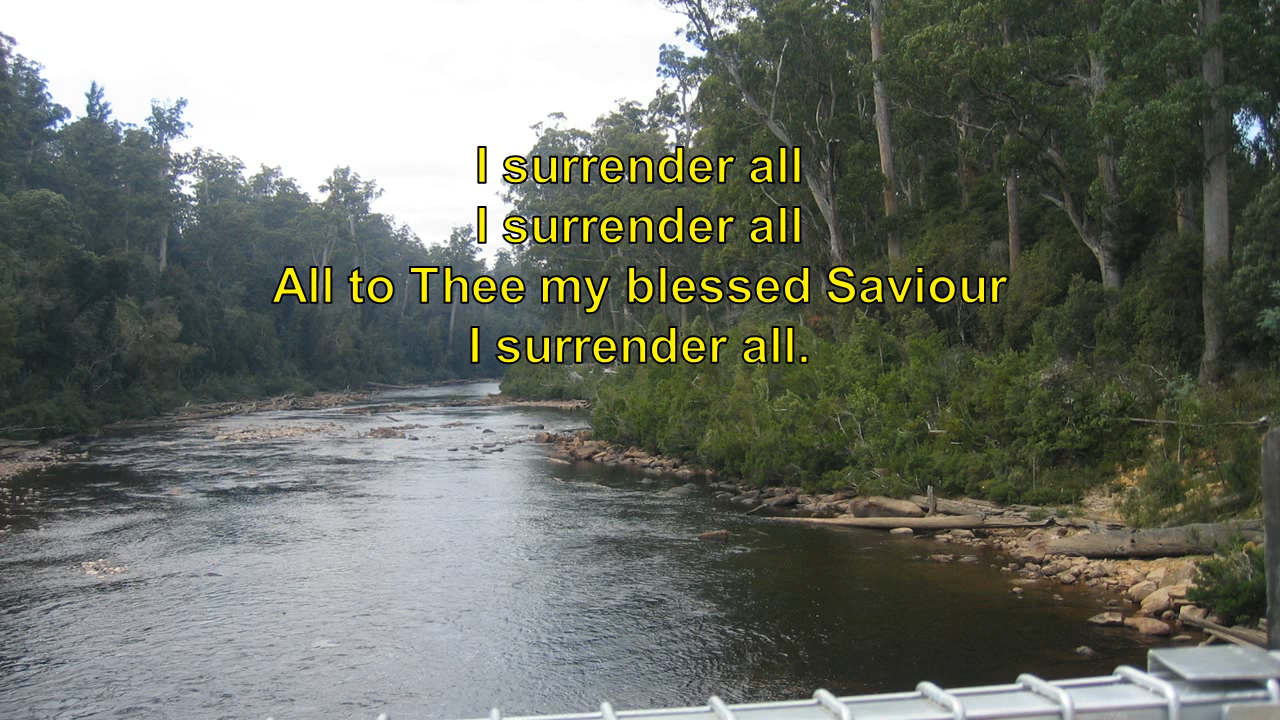 I surrender all
I surrender all
All to Thee my blessed Saviour
I surrender all.